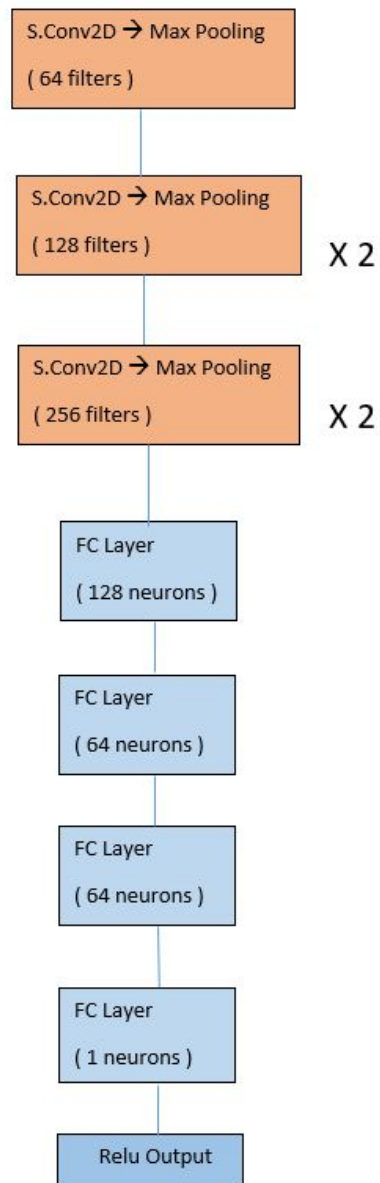 S.Conv2D → Max Pooling
( 64 filters )
S.Conv2D → Max Pooling
( 128 filters )
X 2
S.Conv2D → Max Pooling
( 256 filters )
X 2
FC Layer
( 128 neurons )
FC Layer
( 64 neurons )
FC Layer
( 64 neurons )
FC Layer
( 1 neurons )
Relu Output